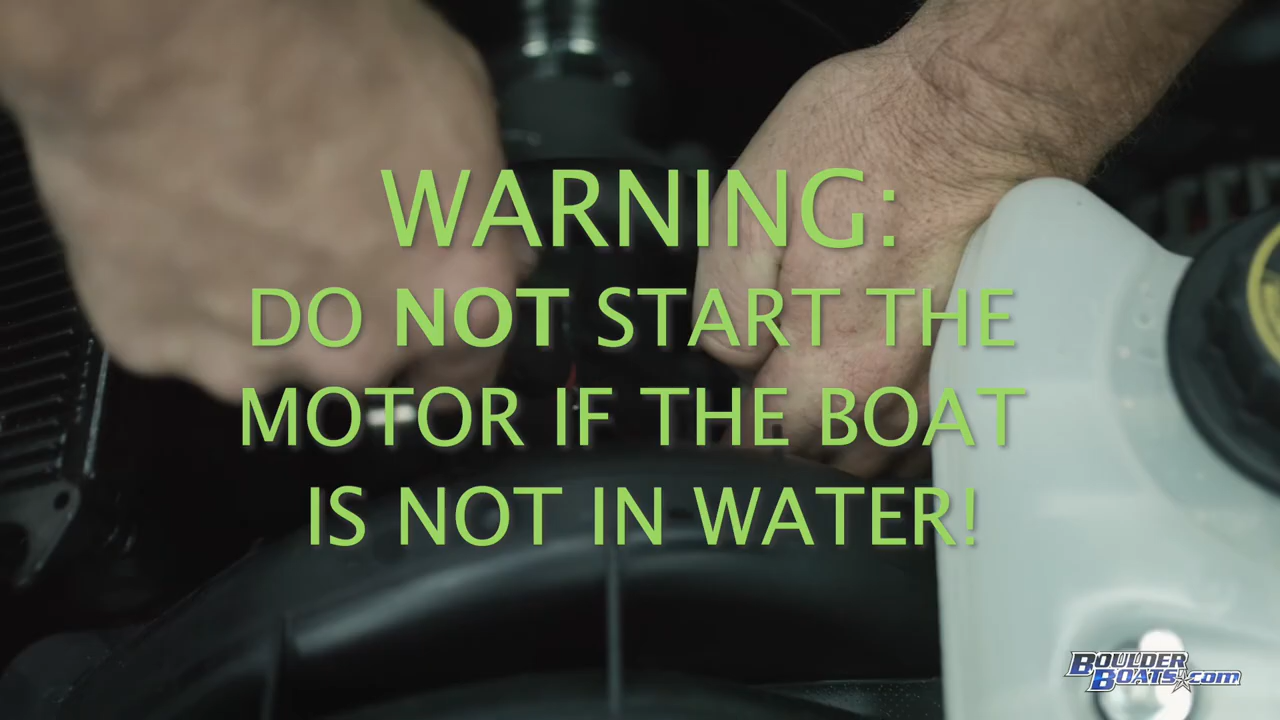 WARNING:
DO NOT START THE
MOTOR IF THE BOAT
IS NOT IN WATER!
BOULDER
BOATS.com